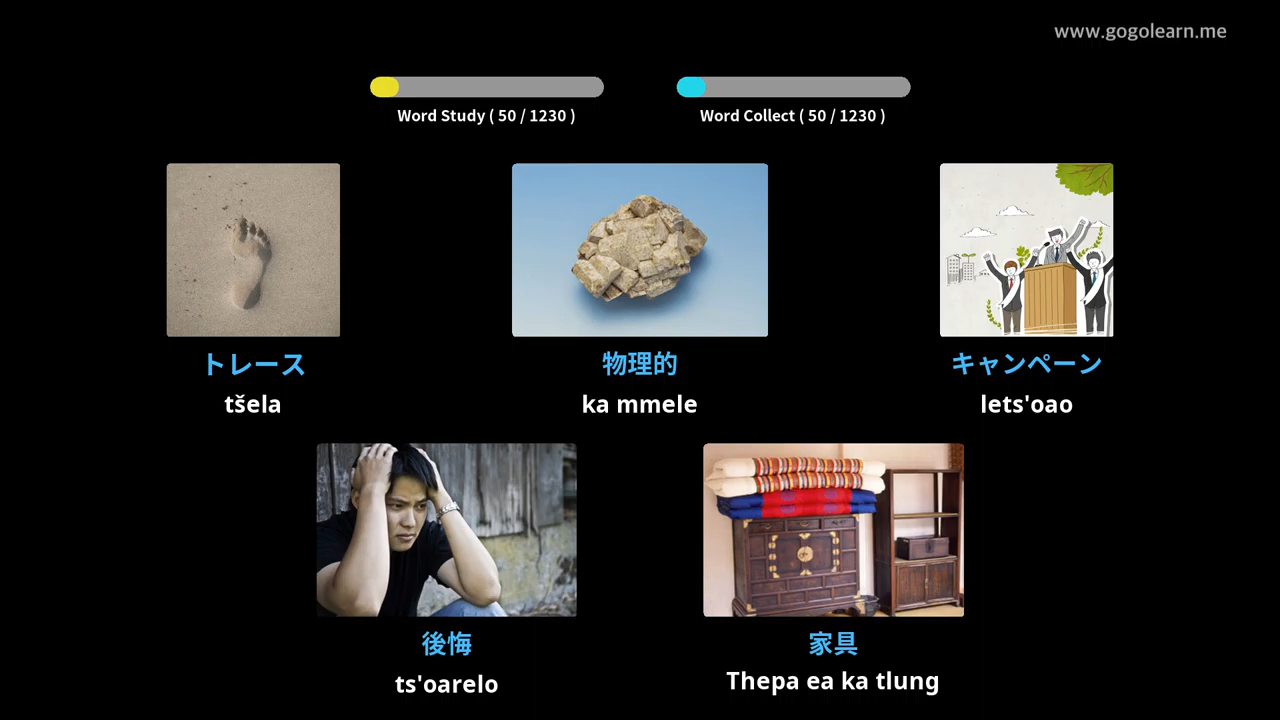 www.gogolearn.me
Word Study ( 50 / 1230 )
Word Collect ( 50 / 1230 )
トレース
tšela
物理的
ka mmele
キャンペーン
lets'oao
後悔
ts'oarelo
家具
Thepa ea ka tlung